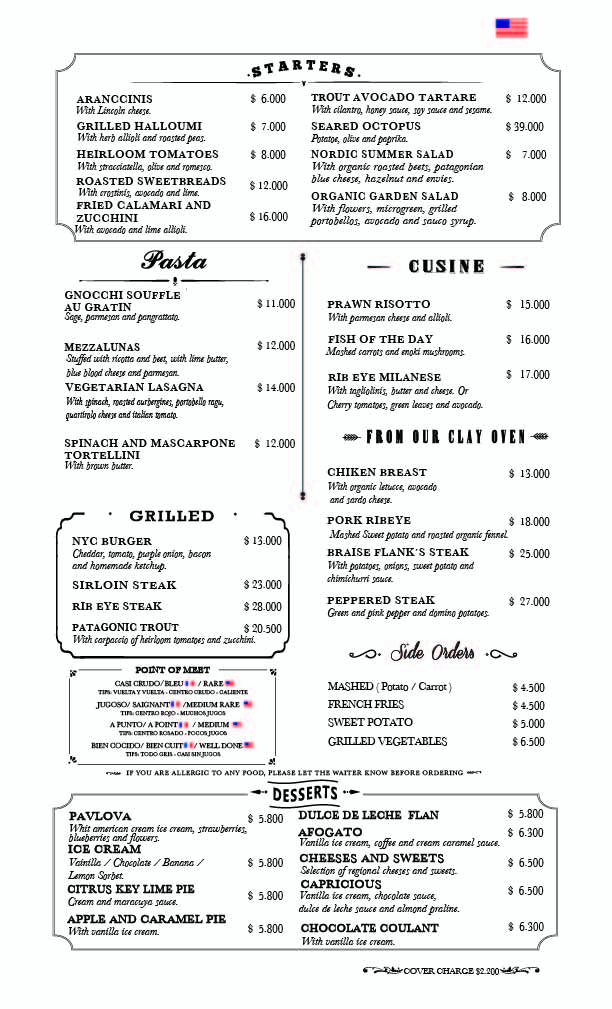 STARTERS
ARANCCINIS $ 6.000
With Lincoln cheese.
GRILLED HALLOUMI $ 7.000
With herb allioli and roasted peas.
HEIRLOOM TOMATOES $ 8.000
With stracciatella, olive and romesco.
ROASTED SWEETBREADS $ 12.000
With crostinis, avocado and lime.
FRIED CALAMARI AND
ZUCCHINI $ 16.000
With avocado and lime allioli.
TROUT AVOCADO TARTARE $ 12.000
With cilantro, honey sauce, soy sauce and sesame.
SEARED OCTOPUS $ 39.000
Potatoe, olive and paprika.
NORDIC SUMMER SALAD $ 7.000
With organic roasted beets, patagonian
blue cheese, hazelnut and envies.
ORGANIC GARDEN SALAD $ 8.000
With flowers, microgreen, grilled
portobellos, avocado and sauco syrup.
Pasta
GNOCCHI SOUFFLE
AU GRATIN $ 11.000
Sage, parmesan and pangrattato.
MEZZALUNAS $ 12.000
Stuffed with ricotta and beet, with lime butter,
blue blood cheese and parmesan.
VEGETARIAN LASAGNA $ 14.000
With spinach, roasted aurbergines, portobello ragu,
quartirolo cheese and italian tomato.
SPINACH AND MASCARPONE $ 12.000
TORTELLINI
With brown butter.
CUSINE
PRAWN RISOTTO $ 15.000
With parmesan cheese and allioli.
FISH OF THE DAY $ 16.000
Mashed carrots and enoki mushrooms.
RIB EYE MILANESE $ 17.000
With tagliolinis, butter and cheese. Or
Cherry tomatoes, green leaves and avocado.
FROM OUR CLAY OVEN
CHIKEN BREAST $ 13.000
With organic letucce, avocado
and sardo cheese.
PORK RIBEYE $ 18.000
Mashed Sweet potato and roasted organic fennel.
BRAISE FLANK´S STEAK $ 25.000
With potatoes, onions, sweet potato and
chimichurri sauce.
PEPPERED STEAK $ 27.000
Green and pink pepper and domino potatoes.
GRILLED
NYC BURGER $ 13.000
Cheddar, tomato, purple onion, bacon
and homemade ketchup.
SIRLOIN STEAK $ 23.000
RIB EYE STEAK $ 28.000
PATAGONIC TROUT $ 20.500
With carpaccio of heirloom tomatoes and zucchini.
POINT OF MEET
CASI CRUDO/ BLEU / RARE
TIPS: VUELTA Y VUELTA - CENTRO CRUDO - CALIENTE
JUGOSO/ SAIGNANT /MEDIUM RARE
TIPS: CENTRO ROJO - MUCHOS JUGOS
A PUNTO/ A POINT / MEDIUM
TIPS: CENTRO ROSADO - POCOS JUGOS
BIEN COCIDO/ BIEN CUIT / WELL DONE
TIPS: TODO GRIS - CASI SIN JUGOS
Side Orders
MASHED ( Potato / Carrot ) $ 4.500
FRENCH FRIES $ 4.500
SWEET POTATO $ 5.000
GRILLED VEGETABLES $ 6.500
IF YOU ARE ALLERGIC TO ANY FOOD, PLEASE LET THE WAITER KNOW BEFORE ORDERING
DESSERTS
PAVLOVA $ 5.800
Whit american cream ice cream, strawberries,
blueberries and flowers.
ICE CREAM
Vainilla / Chocolate / Banana / $ 5.800
Lemon Sorbet.
CITRUS KEY LIME PIE $ 5.800
Cream and maracuya sauce.
APPLE AND CARAMEL PIE
With vanilla ice cream. $ 5.800
DULCE DE LECHE FLAN $ 5.800
AFOGATO $ 6.300
Vanilla ice cream, coffee and cream caramel sauce.
CHEESES AND SWEETS $ 6.500
Selection of regional cheeses and sweets.
CAPRICIOUS $ 6.500
Vanilla ice cream, chocolate sauce,
dulce de leche sauce and almond praline.
CHOCOLATE COULANT $ 6.300
With vanilla ice cream.
COVER CHARGE $2.200